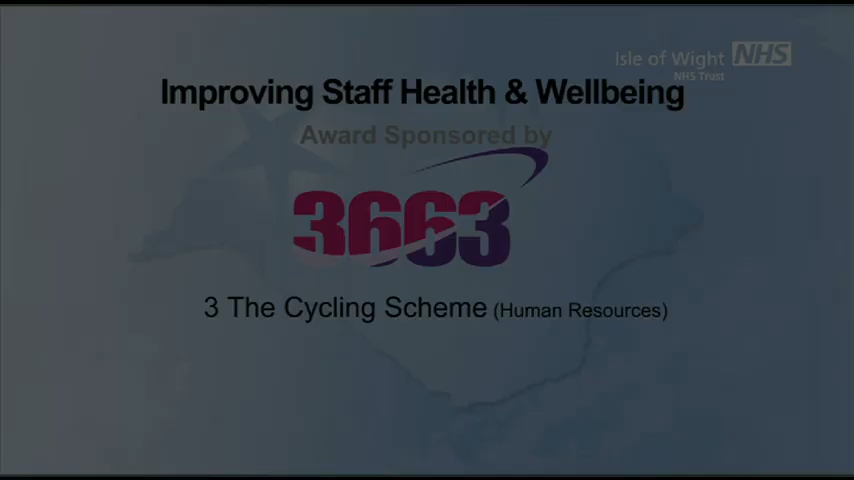 Isle of Wight NHS
NHS Trust
Improving Staff Health & Wellbeing
Award Sponsored by
3663
3 The Cycling Scheme (Human Resources)